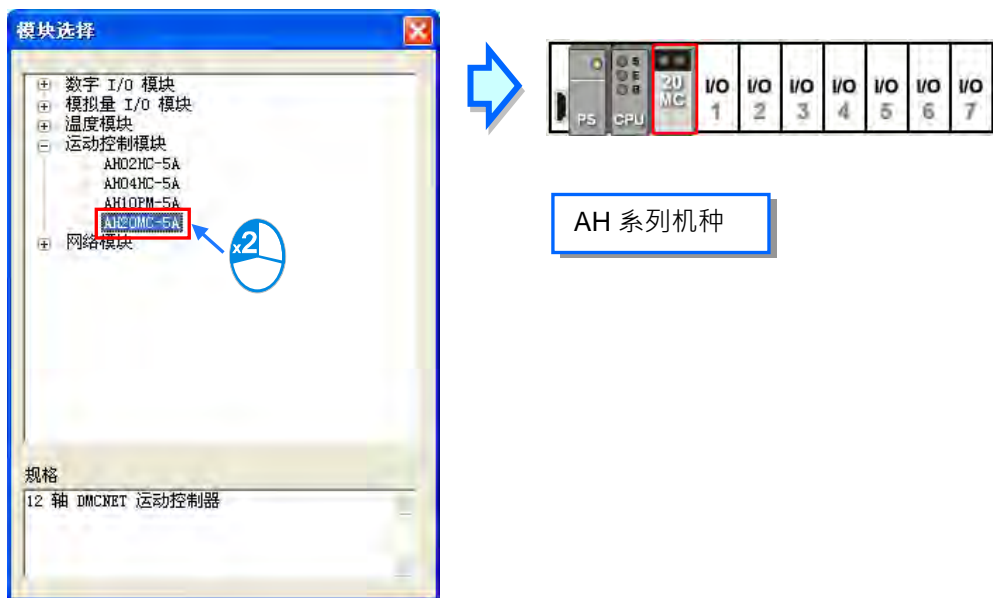 模块选择
数字 I/O 模块
模拟量 I/O 模块
温度模块
运动控制模块
AH02HC-5A
AH04HC-5A
AH10PM-5A
AH20MC-5A
网络模块
x2
规格
12 轴 DMCNET 运动控制器
PS
CPU
20
MC
I/O I/O I/O I/O I/O I/O I/O
1 2 3 4 5 6 7
AH 系列机种